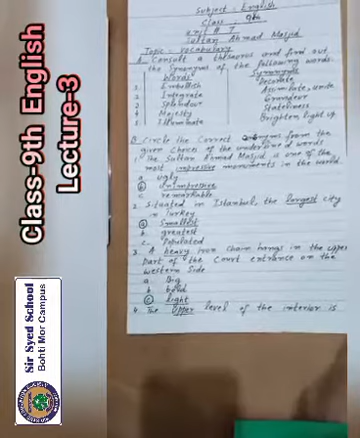 Class-9th English
Lecture-3
Sir Syed School
Bohti Mor Campus
Subject - English
Class : 9th
Unit # 7
Sultan Ahmad Masjid
Topic - Vocabulary
A. Consult a thesaurus and find out
the Synonyms of the following words.
Words Synonyms
1. Embellish Decorate
2. Integrate Assimilate, unite
3. Splendour Grandeur
4. Majesty Stateliness
5. Illuminate Brighten, light up
B. Circle the Correct from the
given choice of the underlined words
1. The Sultan Ahmad Masjid is one of the
most impressive monuments in the world.
a. ugly
b unimpressive
remarkable
2. Situated in Istanbul, the largest city
in Turkey
a Smallest
b. greatest
c. Populated
3. A heavy iron chain hangs in the upper
part of the Court entrance on the
western side
a Big
b bold
c light
4. The Upper level of the interior is